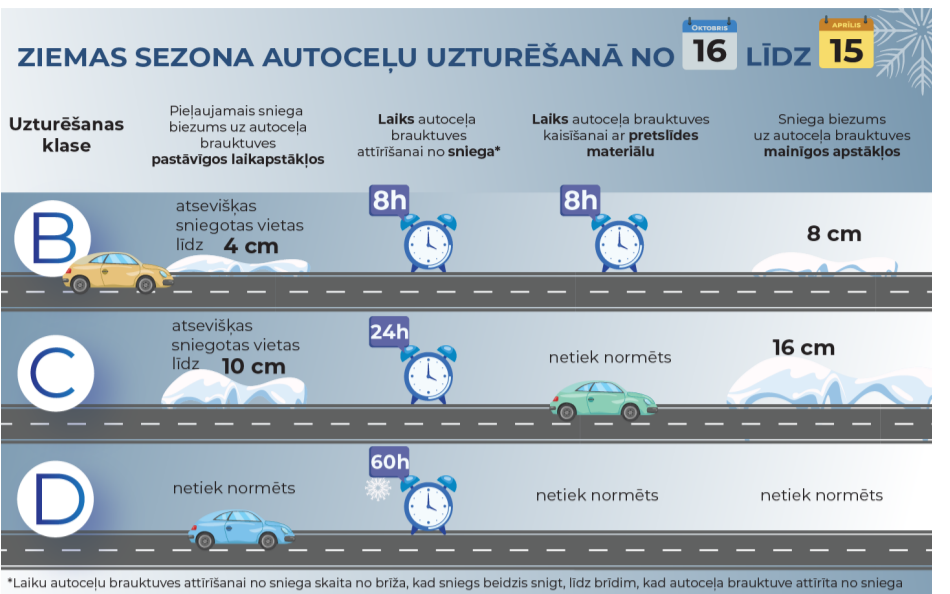 OKTOBRIS
APRĪLIS
ZIEMAS SEZONA AUTOCEĻU UZTURĒŠANĀ NO 16 LĪDZ 15
Uzturēšanas
klase
Pieļaujamais sniega
biezums uz autoceļa
brauktuves
pastāvīgos laikapstākļos
Laiks autoceļa
brauktuves
attīrīšanai no sniega*
Laiks autoceļa brauktuves
kaisīšanai ar pretslīdes
materiālu
Sniega biezums
uz autoceļa brauktuves
mainīgos apstākļos
B
atsevišķas
sniegotas vietas
līdz 4 cm
8h
8h
8 cm
C
atsevišķas
sniegotas vietas
līdz 10 cm
24h
netiek normēts
16 cm
D
netiek normēts
60h
netiek normēts
netiek normēts
*Laiku autoceļu brauktuves attīrīšanai no sniega skaita no brīža, kad sniegs beidzis snigt, līdz brīdim, kad autoceļa brauktuve attīrīta no sniega